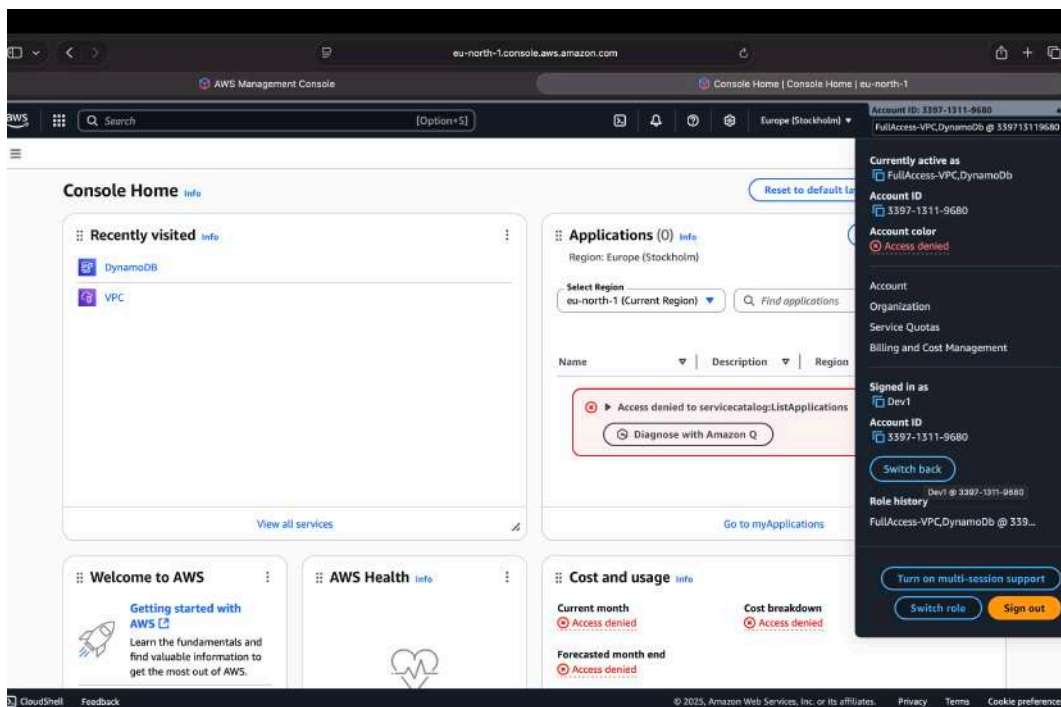 eu-north-1.console.aws.amazon.com
AWS Management Console
Console Home | Console Home | eu-north-1
aws
Search
[Option+S]
Europe (Stockholm)
Account ID: 3397-1311-9680
FullAccess-VPC,DynamoDb @ 339713119680
Console Home Info
Reset to default la
Recently visited Info
DynamoDB
VPC
View all services
Applications (0) Info
Region: Europe (Stockholm)
Select Region
eu-north-1 (Current Region)
Find applications
Name
Description
Region
Access denied to servicecatalog:ListApplications
Diagnose with Amazon Q
Go to myApplications
Currently active as
FullAccess-VPC,DynamoDb
Account ID
3397-1311-9680
Account color
Access denied
Account
Organization
Service Quotas
Billing and Cost Management
Signed in as
Dev1
Account ID
3397-1311-9680
Switch back
Dev1 @ 3397-1311-9680
Role history
FullAccess-VPC,DynamoDb @ 339...
Turn on multi-session support
Switch role
Sign out
Welcome to AWS
Getting started with
AWS
Learn the fundamentals and
find valuable information to
get the most out of AWS.
AWS Health Info
Cost and usage Info
Current month
Access denied
Cost breakdown
Access denied
Forecasted month end
Access denied
CloudShell
Feedback
© 2025, Amazon Web Services, Inc. or its affiliates.
Privacy
Terms
Cookie preference